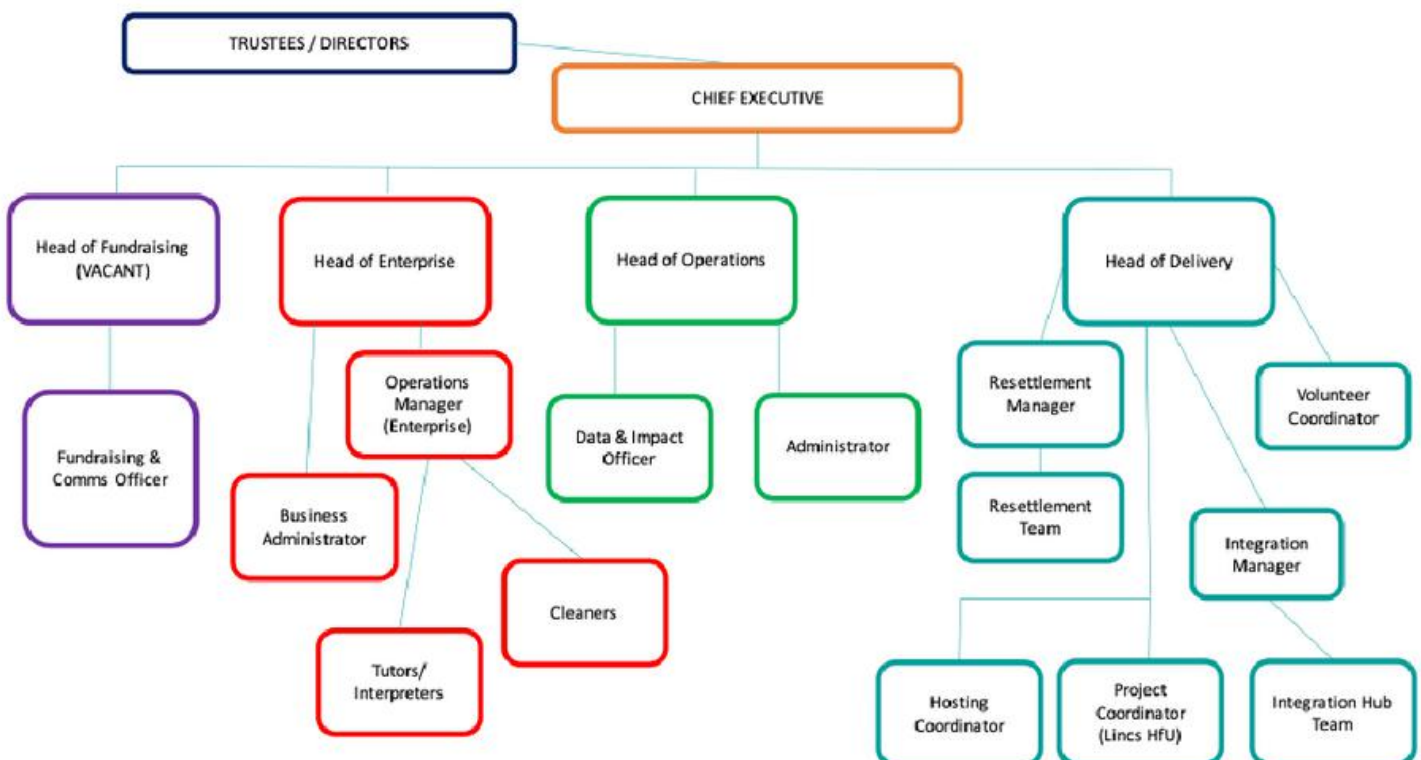 TRUSTEES / DIRECTORS
CHIEF EXECUTIVE
Head of Fundraising
(VACANT)
Head of Enterprise
Head of Operations
Head of Delivery
Fundraising &
Comms Officer
Operations
Manager
(Enterprise)
Business
Administrator
Tutors/
Interpreters
Cleaners
Data & Impact
Officer
Administrator
Resettlement
Manager
Resettlement
Team
Volunteer
Coordinator
Integration
Manager
Hosting
Coordinator
Project
Coordinator
(Lincs HfU)
Integration Hub
Team